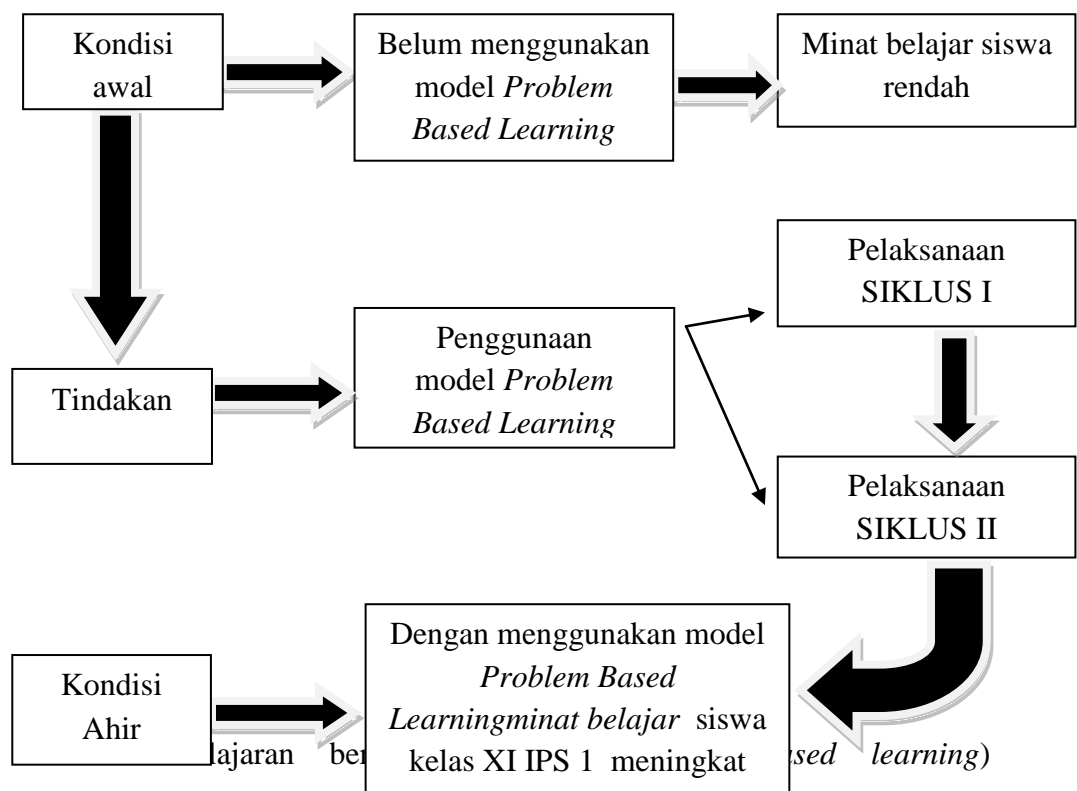 Kondisi
awal
Belum menggunakan
model Problem
Based Learning
Minat belajar siswa
rendah
Tindakan
Penggunaan
model Problem
Based Learning
Pelaksanaan
SIKLUS I
Pelaksanaan
SIKLUS II
Kondisi
Ahir
Dengan menggunakan model
Problem Based
Learningminat belajar siswa
kelas XI IPS 1 meningkat
learning)